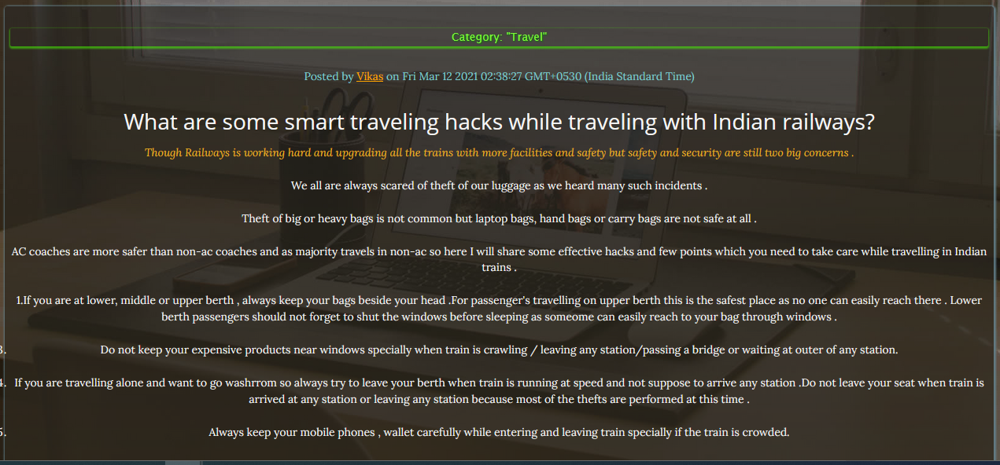 Category: "Travel"
Posted by Vikas on Fri Mar 12 2021 02:38:27 GMT+0530 (India Standard Time)
What are some smart traveling hacks while traveling with Indian railways?
Though Railways is working hard and upgrading all the trains with more facilities and safety but safety and security are still two big concerns .
We all are always scared of theft of our luggage as we heard many such incidents .
Theft of big or heavy bags is not common but laptop bags, hand bags or carry bags are not safe at all .
AC coaches are more safer than non-ac coaches and as majority travels in non-ac so here I will share some effective hacks and few points which you need to take care while travelling in Indian
trains .
1.If you are at lower, middle or upper berth , always keep your bags beside your head .For passenger's travelling on upper berth this is the safest place as no one can easily reach there . Lower
berth passengers should not forget to shut the windows before sleeping as someome can easily reach to your bag through windows .
3. Do not keep your expensive products near windows specially when train is crawling / leaving any station/passing a bridge or waiting at outer of any station.
4. If you are travelling alone and want to go washrrom so always try to leave your berth when train is running at speed and not suppose to arrive any station .Do not leave your seat when train is
arrived at any station or leaving any station because most of the thefts are performed at this time .
5. Always keep your mobile phones , wallet carefully while entering and leaving train specially if the train is crowded.